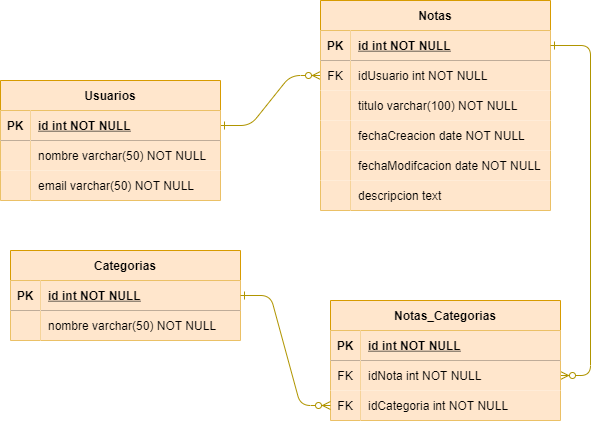 Notas
PK id int NOT NULL
FK idUsuario int NOT NULL
titulo varchar(100) NOT NULL
fechaCreacion date NOT NULL
fechaModifcacion date NOT NULL
descripcion text
Usuarios
PK id int NOT NULL
nombre varchar(50) NOT NULL
email varchar(50) NOT NULL
Categorias
PK id int NOT NULL
nombre varchar(50) NOT NULL
Notas_Categorias
PK id int NOT NULL
FK idNota int NOT NULL
FK idCategoria int NOT NULL